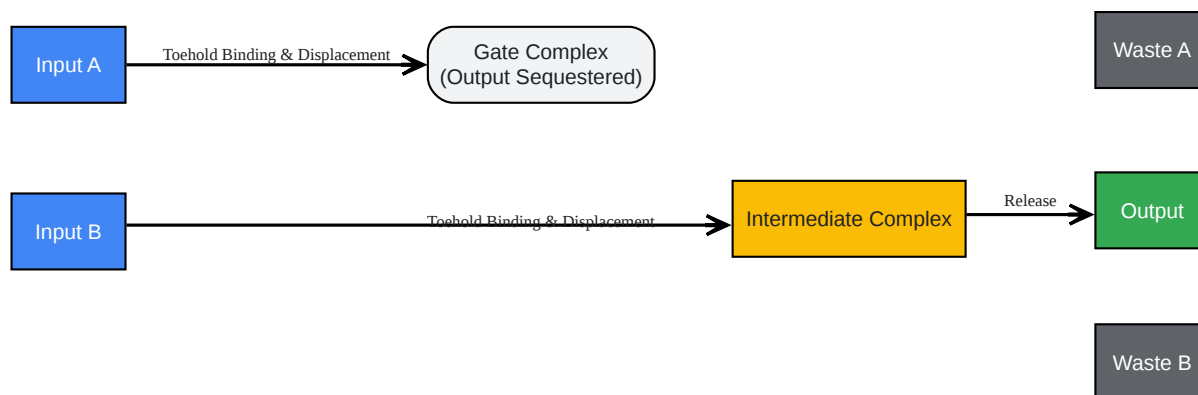 Input A
Toehold Binding & Displacement
Gate Complex
(Output Sequestered)
Waste A
Input B
Toehold Binding & Displacement
Intermediate Complex
Release
Output
Waste B